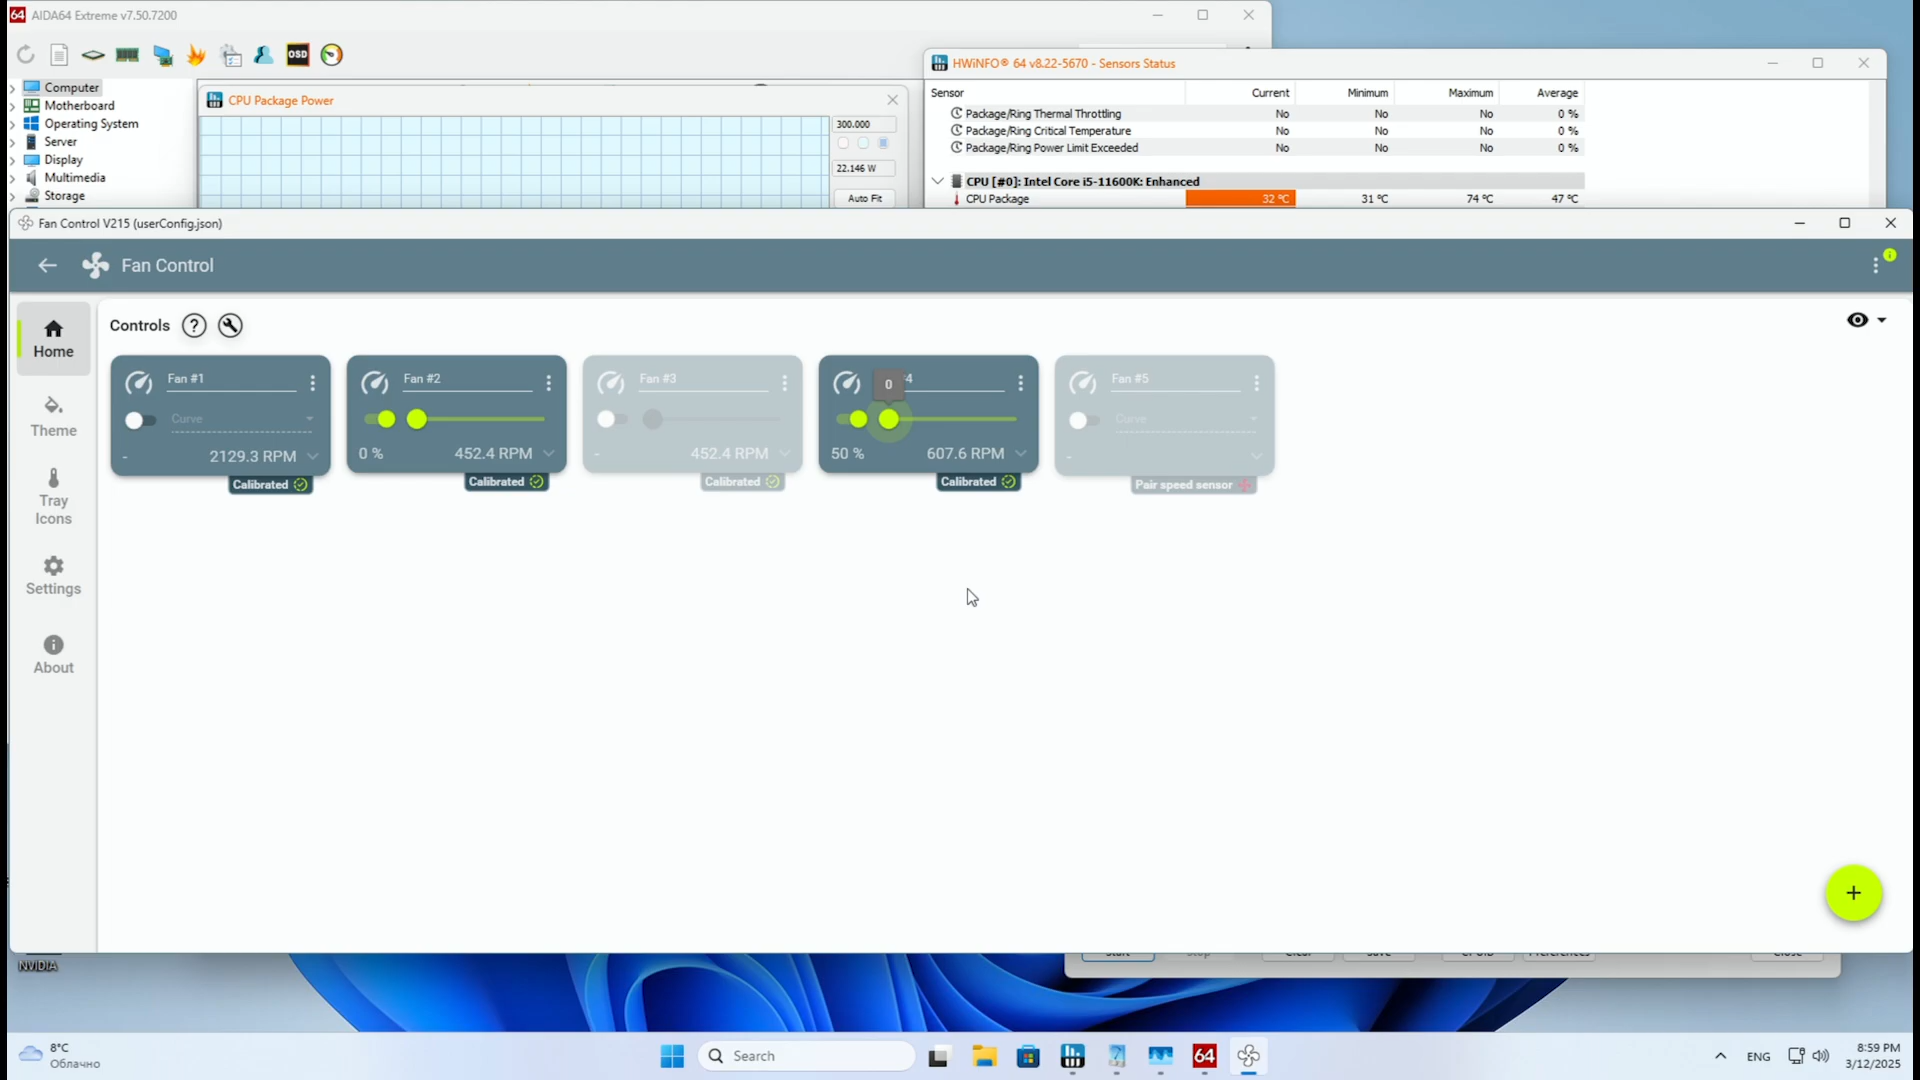 64 AIDA64 Extreme v7.50.7200
OSD
Computer
Motherboard
Operating System
Server
Display
Multimedia
Storage
CPU Package Power
300.000
22.146 W
Auto Fit
HWiNFO® 64 v8.22-5670 - Sensors Status
Sensor Current Minimum Maximum Average
Package/Ring Thermal Throttling No No No 0 %
Package/Ring Critical Temperature No No No 0 %
Package/Ring Power Limit Exceeded No No No 0 %
CPU [#0]: Intel Core i5-11600K: Enhanced
CPU Package 32 °C 31 °C 74 °C 47 °C
Fan Control V215 (userConfig.json)
Fan Control
Home
Theme
Tray
Icons
Settings
About
Controls ?
Fan #1
Curve
- 2129.3 RPM
Calibrated
Fan #2
0 % 452.4 RPM
Calibrated
Fan #3
- 452.4 RPM
Calibrated
0
50 % 607.6 RPM
Calibrated
Fan #5
Curve
-
Pair speed sensor
+
NVIDIA
8°C
Облачно
Search
64
ENG
8:59 PM
3/12/2025